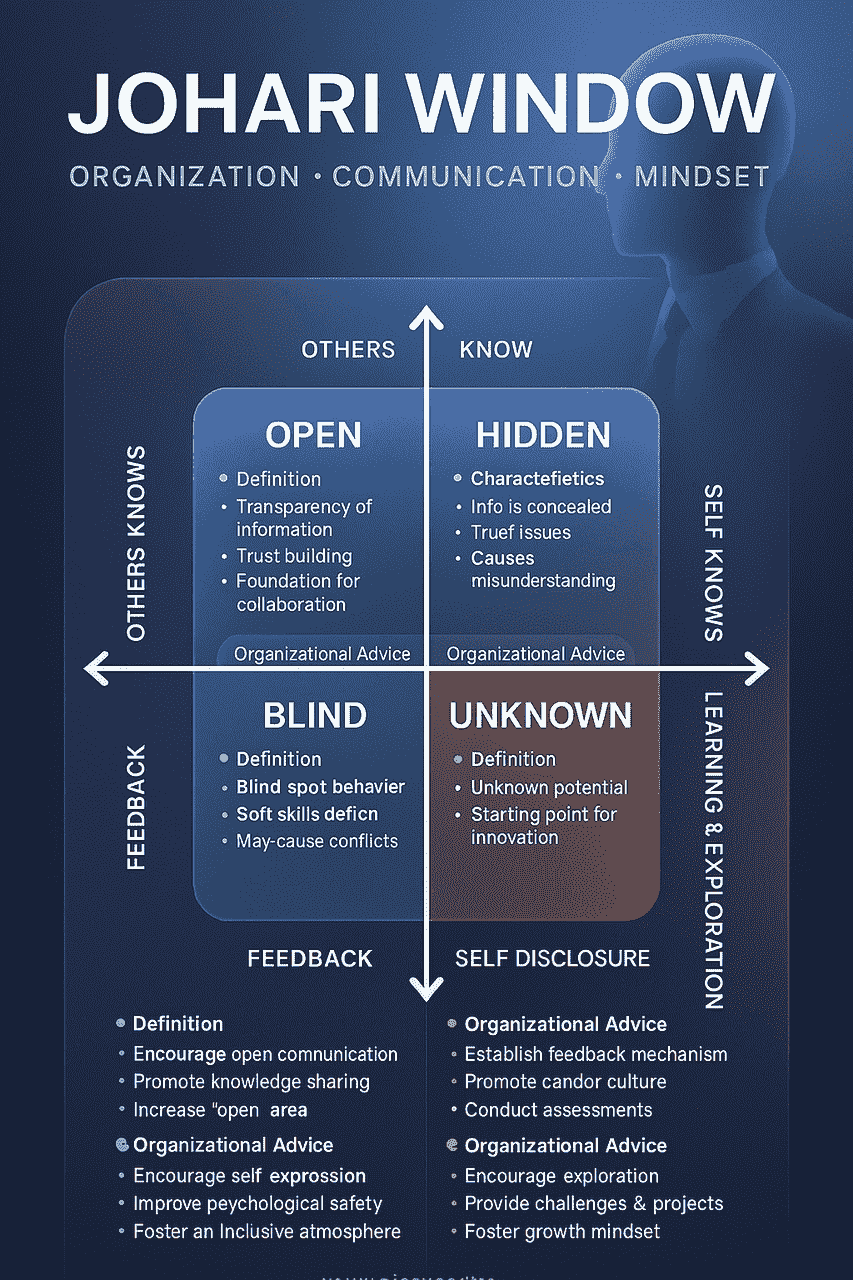 JOHARI WINDOW
ORGANIZATION · COMMUNICATION · MINDSET
OTHERS KNOW
OTHERS KNOWS
OPEN
• Definition
• Transparency of
information
• Trust building
• Foundation for
collaboration
Organizational Advice
HIDDEN
• Charactefietics
• Info is concealed
• Truef issues
• Causes
misunderstanding
Organizational Advice
SELF KNOWS
FEEDBACK
BLIND
• Definition
• Blind spot behavier
• Soft skills deficn
• May-cause conflicts
UNKNOWN
• Definition
• Unknown potential
• Starting point for
innovation
LEARNING & EXPLORATION
FEEDBACK
SELF DISCLOSURE
• Definition
• Encourage open comnunication
• Promote knowledge sharing
• Increase "open area
• Organizational Advice
• Encourage self exprossion
• Improve peychological safety
• Foster an Inclusive atmosphere
• Organizational Advice
• Establish feedback mechanism
• Promote candor culture
• Conduct assessments
• Organizational Advice
• Encourage exploration
• Provide challenges & projects
• Foster growth mindset